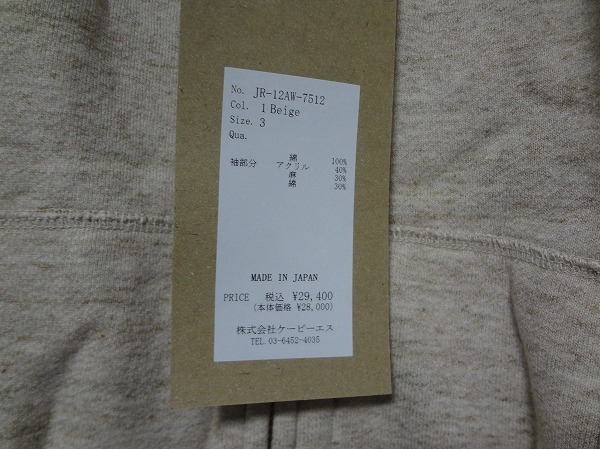 No. JR-12AW-7512
Col. 1 Beige
Size. 3
Qua.
綿 100%
袖部分 アクリル 40%
麻 30%
綿 30%
MADE IN JAPAN
PRICE 税込 ¥29,400
(本体価格 ¥28,000)
株式会社ケーピーエス
TEL. 03-6452-4035